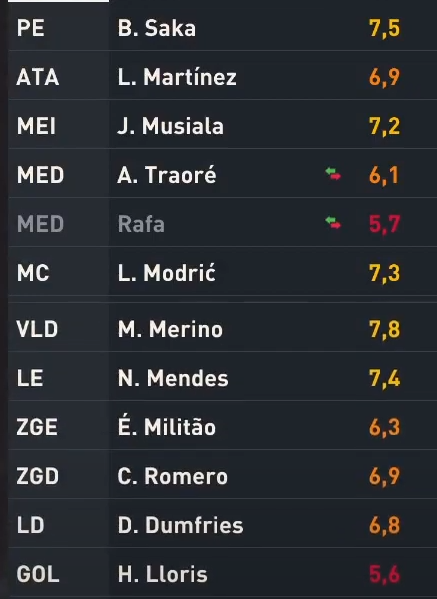 PE B. Saka 7,5
ATA L. Martínez 6,9
MEI J. Musiala 7,2
MED A. Traoré 6,1
MED Rafa 5,7
MC L. Modrić 7,3
VLD M. Merino 7,8
LE N. Mendes 7,4
ZGE É. Militão 6,3
ZGD C. Romero 6,9
LD D. Dumfries 6,8
GOL H. Lloris 5,6